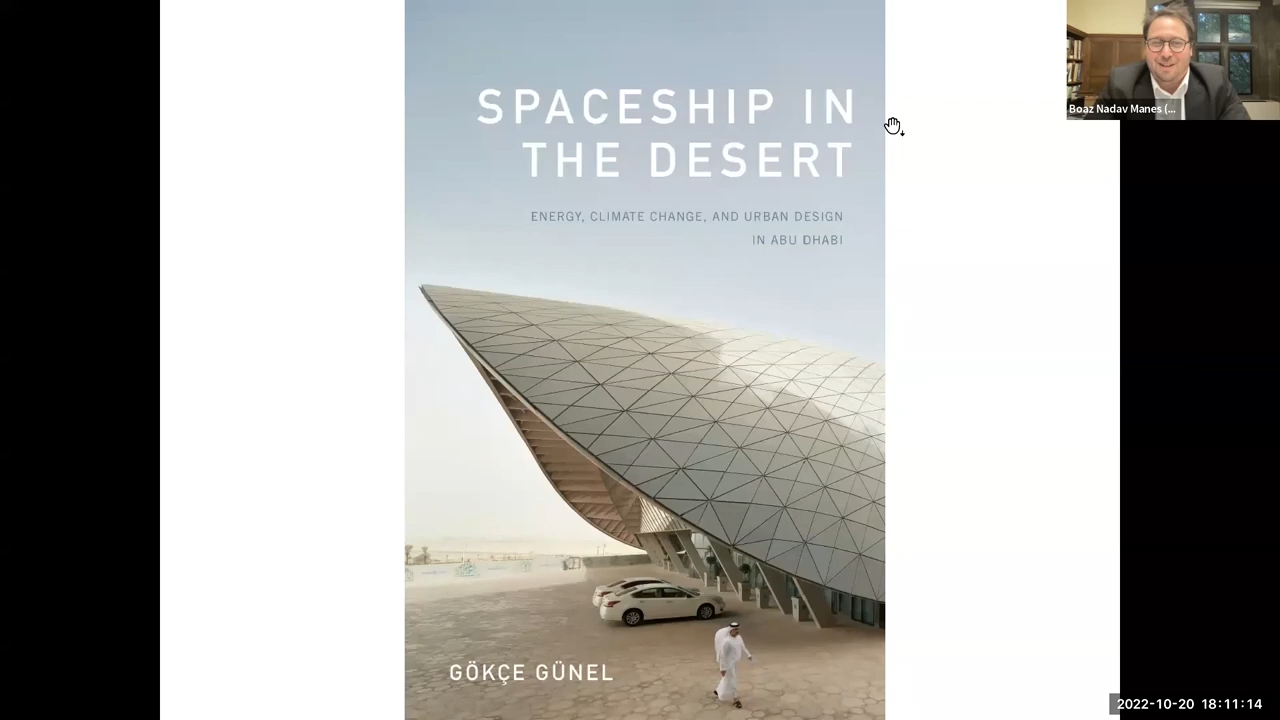 SPACESHIP IN
THE DESERT
ENERGY, CLIMATE CHANGE, AND URBAN DESIGN
IN ABU DHABI
GÖKÇE GÜNEL
Boaz Nadav Manes (...
2022-10-20 18:11:14